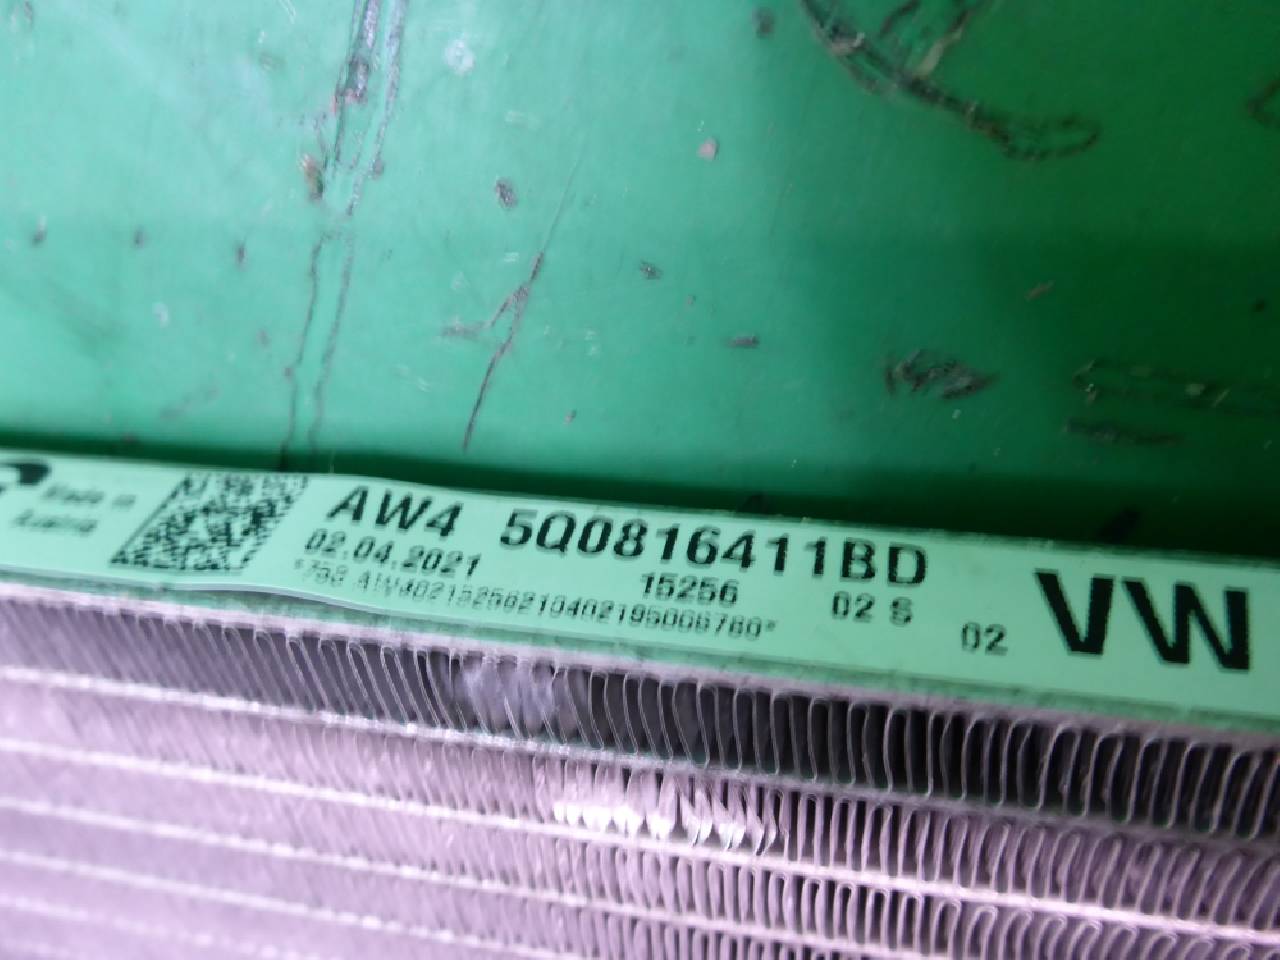 Made in
Austria
AW4 5Q0816411BD
02.04.2021 15256 02 S 02
VW